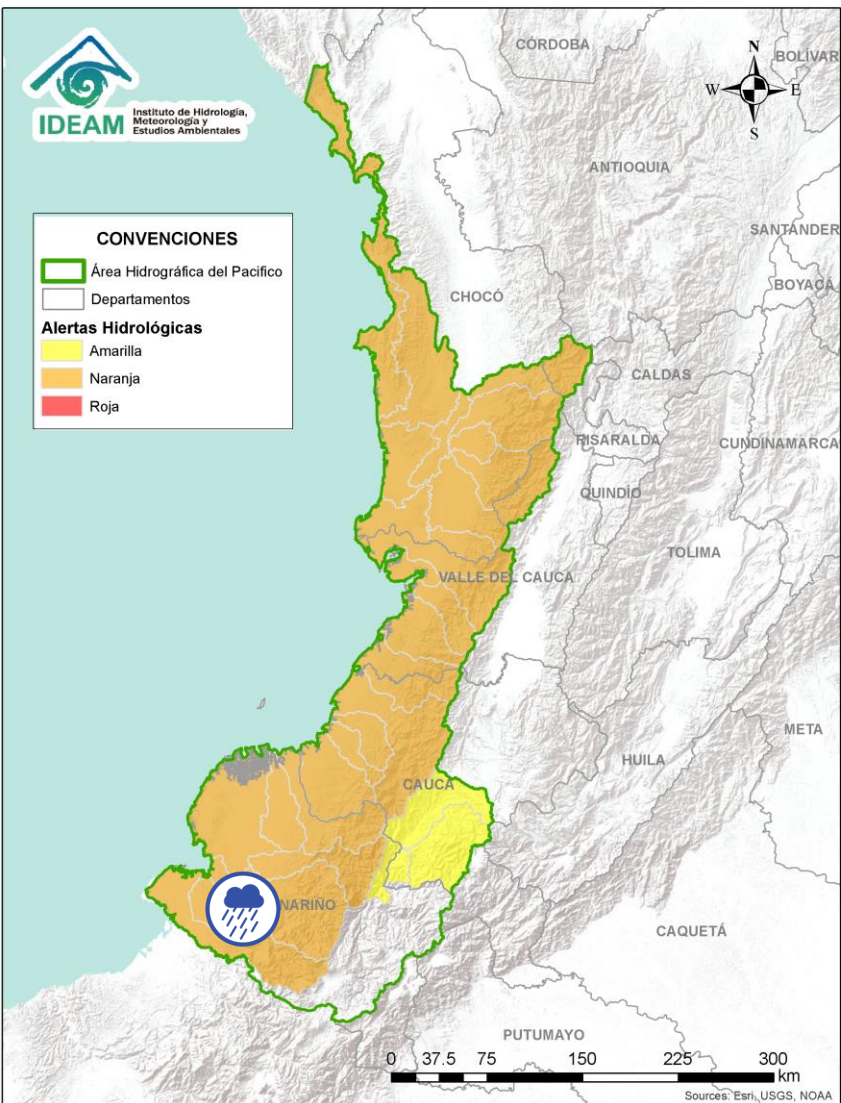 IDEAM
Instituto de Hidrología,
Meteorología y
Estudios Ambientales
CÓRDOBA
BOLÍVAR
N
W
E
S
ANTIOQUIA
SANTANDER
BOYACÁ
CONVENCIONES
Área Hidrográfica del Pacifico
Departamentos
Alertas Hidrológicas
Amarilla
Naranja
Roja
CHOCÓ
CALDAS
RISARALDA
CUNDINAMARCA
QUINDÍO
TOLIMA
VALLE DEL CAUCA
META
HUILA
CAUCA
NARIÑO
CAQUETÁ
PUTUMAYO
0 37.5 75 150 225 300
km
Sources: Esri, USGS, NOAA